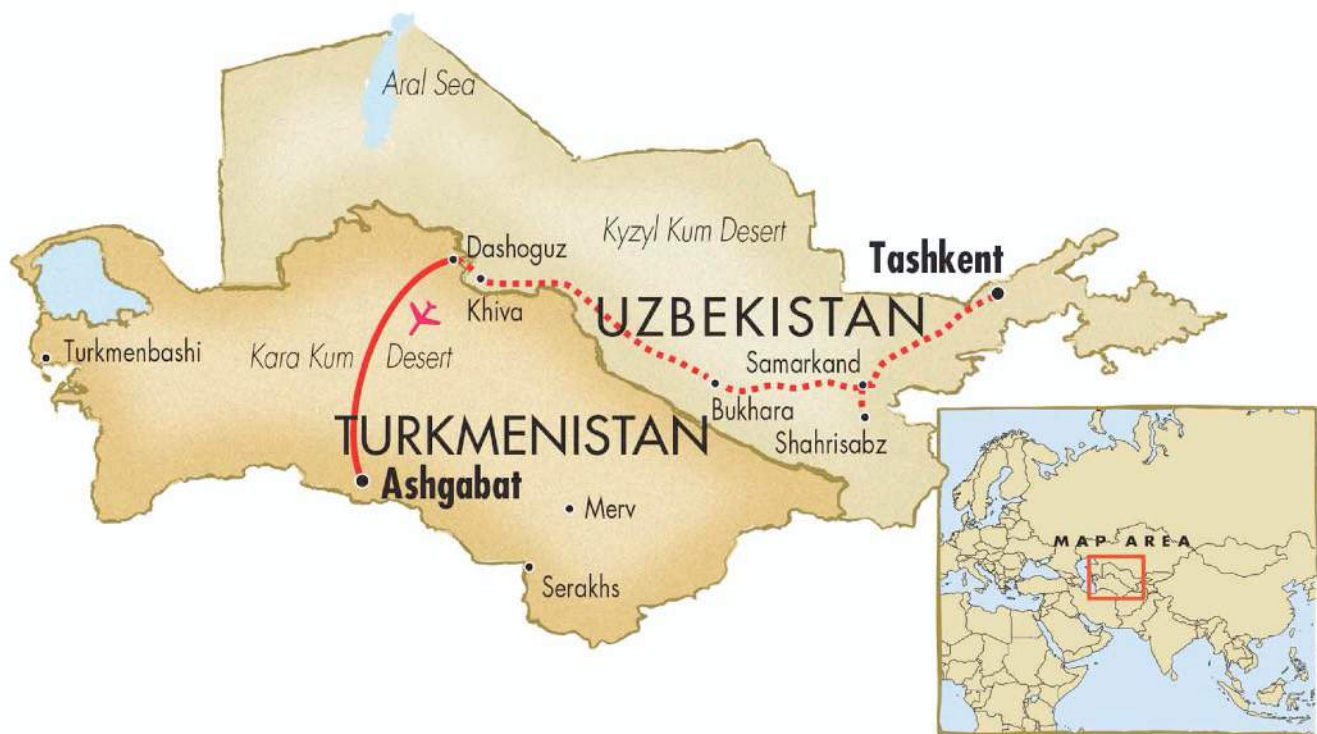 Aral Sea
Kyzyl Kum Desert
Dashoguz
Tashkent
Khiva
UZBEKISTAN
Turkmenbashi
Kara Kum Desert
Samarkand
Bukhara
TURKMENISTAN
Shahrisabz
Ashgabat
Merv
Serakhs
MAP AREA